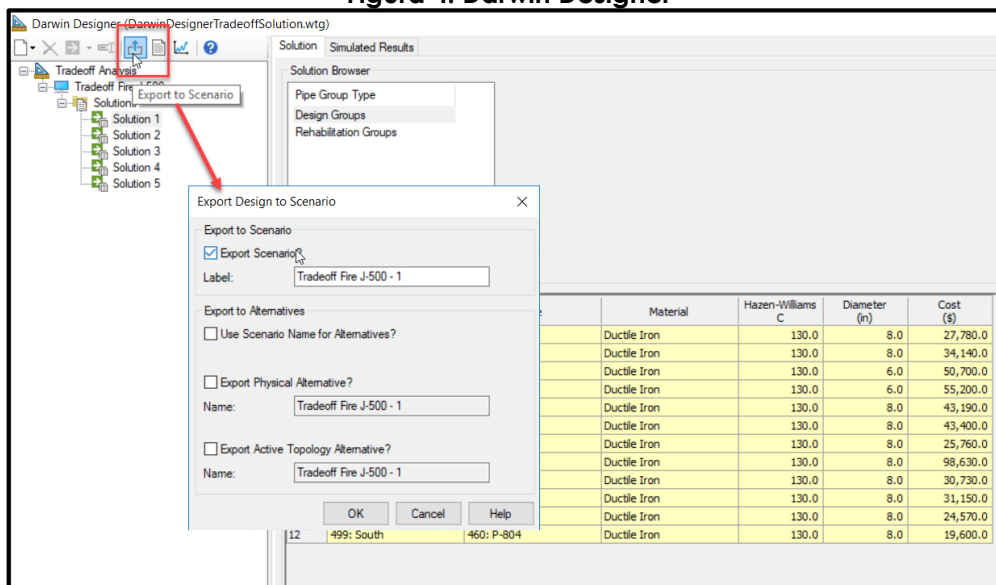 Figura 4. Darwin Designer
Darwin Designer (DarwinDesignerTradeoffSolution.wtg)
Solution Simulated Results
Tradeoff Analysis
Tradeoff Fire J-500
Export to Scenario
Solutions
Solution 1
Solution 2
Solution 3
Solution 4
Solution 5
Solution Browser
Pipe Group Type
Design Groups
Rehabilitation Groups
Export Design to Scenario
Export to Scenario
Export Scenario?
Label: Tradeoff Fire J-500 - 1
Export to Alternatives
Use Scenario Name for Alternatives?
Export Physical Alternative?
Name: Tradeoff Fire J-500 - 1
Export Active Topology Alternative?
Name: Tradeoff Fire J-500 - 1
OK Cancel Help
Material Hazen-Williams C Diameter (in) Cost ($)
Ductile Iron 130.0 8.0 27,780.0
Ductile Iron 130.0 8.0 34,140.0
Ductile Iron 130.0 6.0 50,700.0
Ductile Iron 130.0 6.0 55,200.0
Ductile Iron 130.0 8.0 43,190.0
Ductile Iron 130.0 8.0 43,400.0
Ductile Iron 130.0 8.0 25,760.0
Ductile Iron 130.0 8.0 98,630.0
Ductile Iron 130.0 8.0 30,730.0
Ductile Iron 130.0 8.0 31,150.0
Ductile Iron 130.0 8.0 24,570.0
12 499: South 460: P-804 Ductile Iron 130.0 8.0 19,600.0